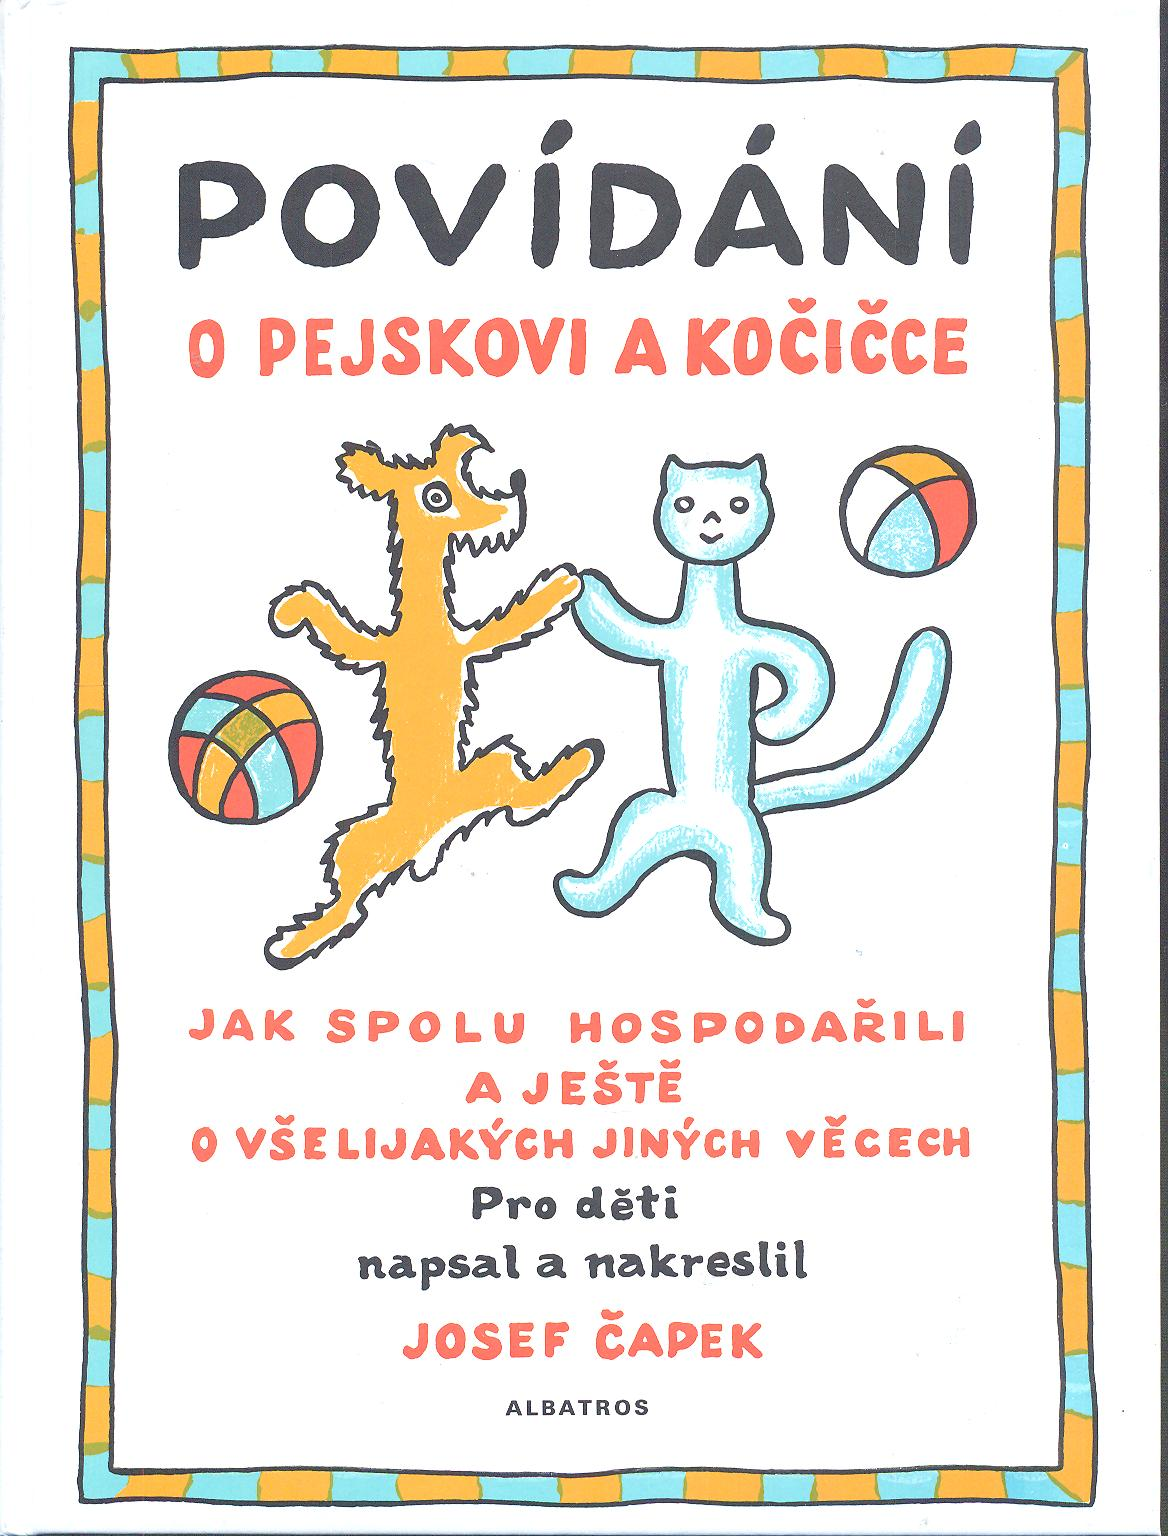 POVÍDÁNÍ
O PEJSKOVI A KOČIČCE
JAK SPOLU HOSPODAŘILI
A JEŠTĚ
O VŠELIJAKÝCH JINÝCH VĚCECH
Pro děti
napsal a nakreslil
JOSEF ČAPEK
ALBATROS